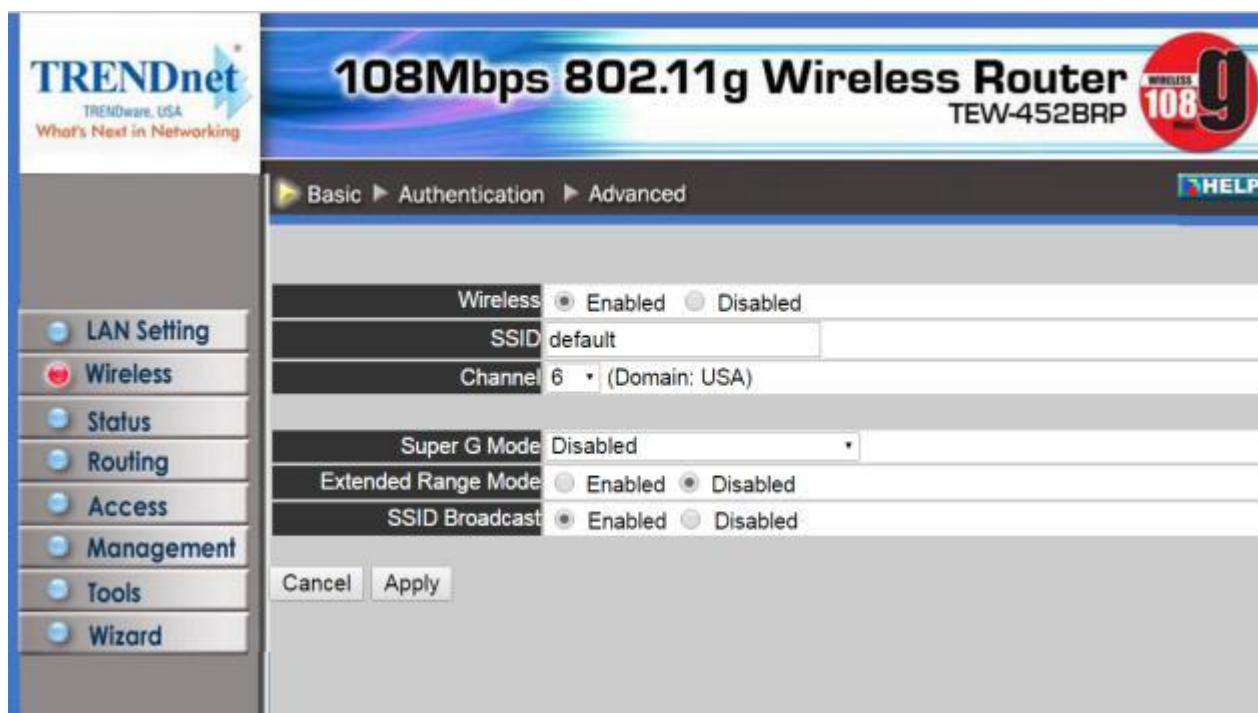 TRENDnet
TRENDware, USA
What's Next in Networking
108Mbps 802.11g Wireless Router
TEW-452BRP
WIRELESS
108
g
Basic Authentication Advanced
HELP
LAN Setting
Wireless
Status
Routing
Access
Management
Tools
Wizard
Wireless Enabled Disabled
SSID default
Channel 6 (Domain: USA)
Super G Mode Disabled
Extended Range Mode Enabled Disabled
SSID Broadcast Enabled Disabled
Cancel Apply